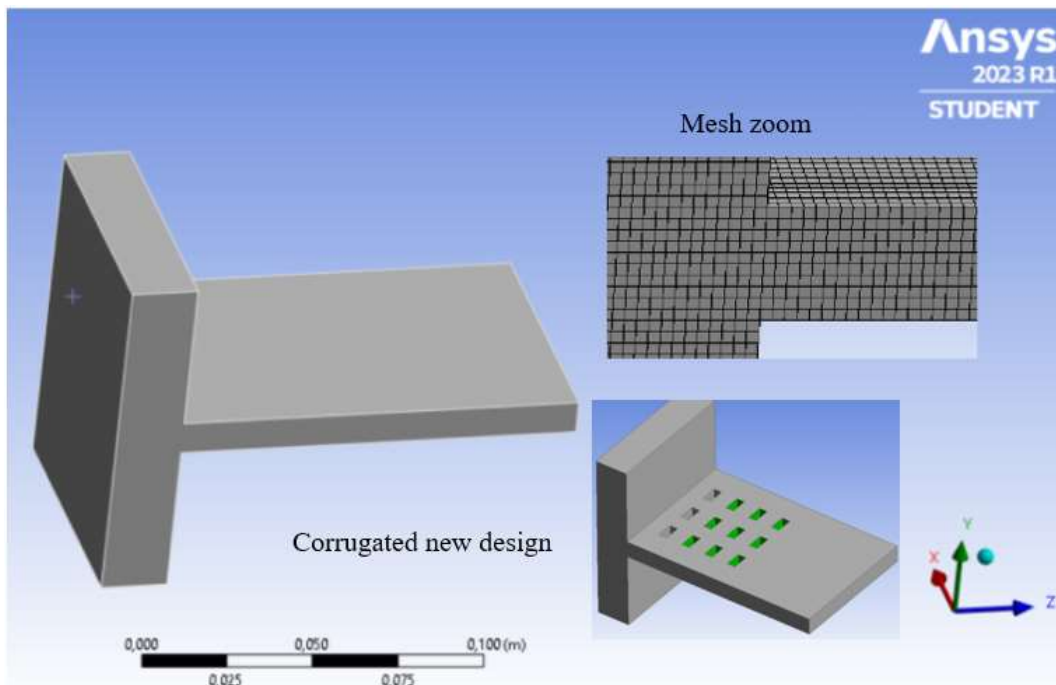 Ansys
2023 R1
STUDENT
Mesh zoom
Corrugated new design
Y
X
Z
0,000 0,050 0,100 (m)
0,025 0,075